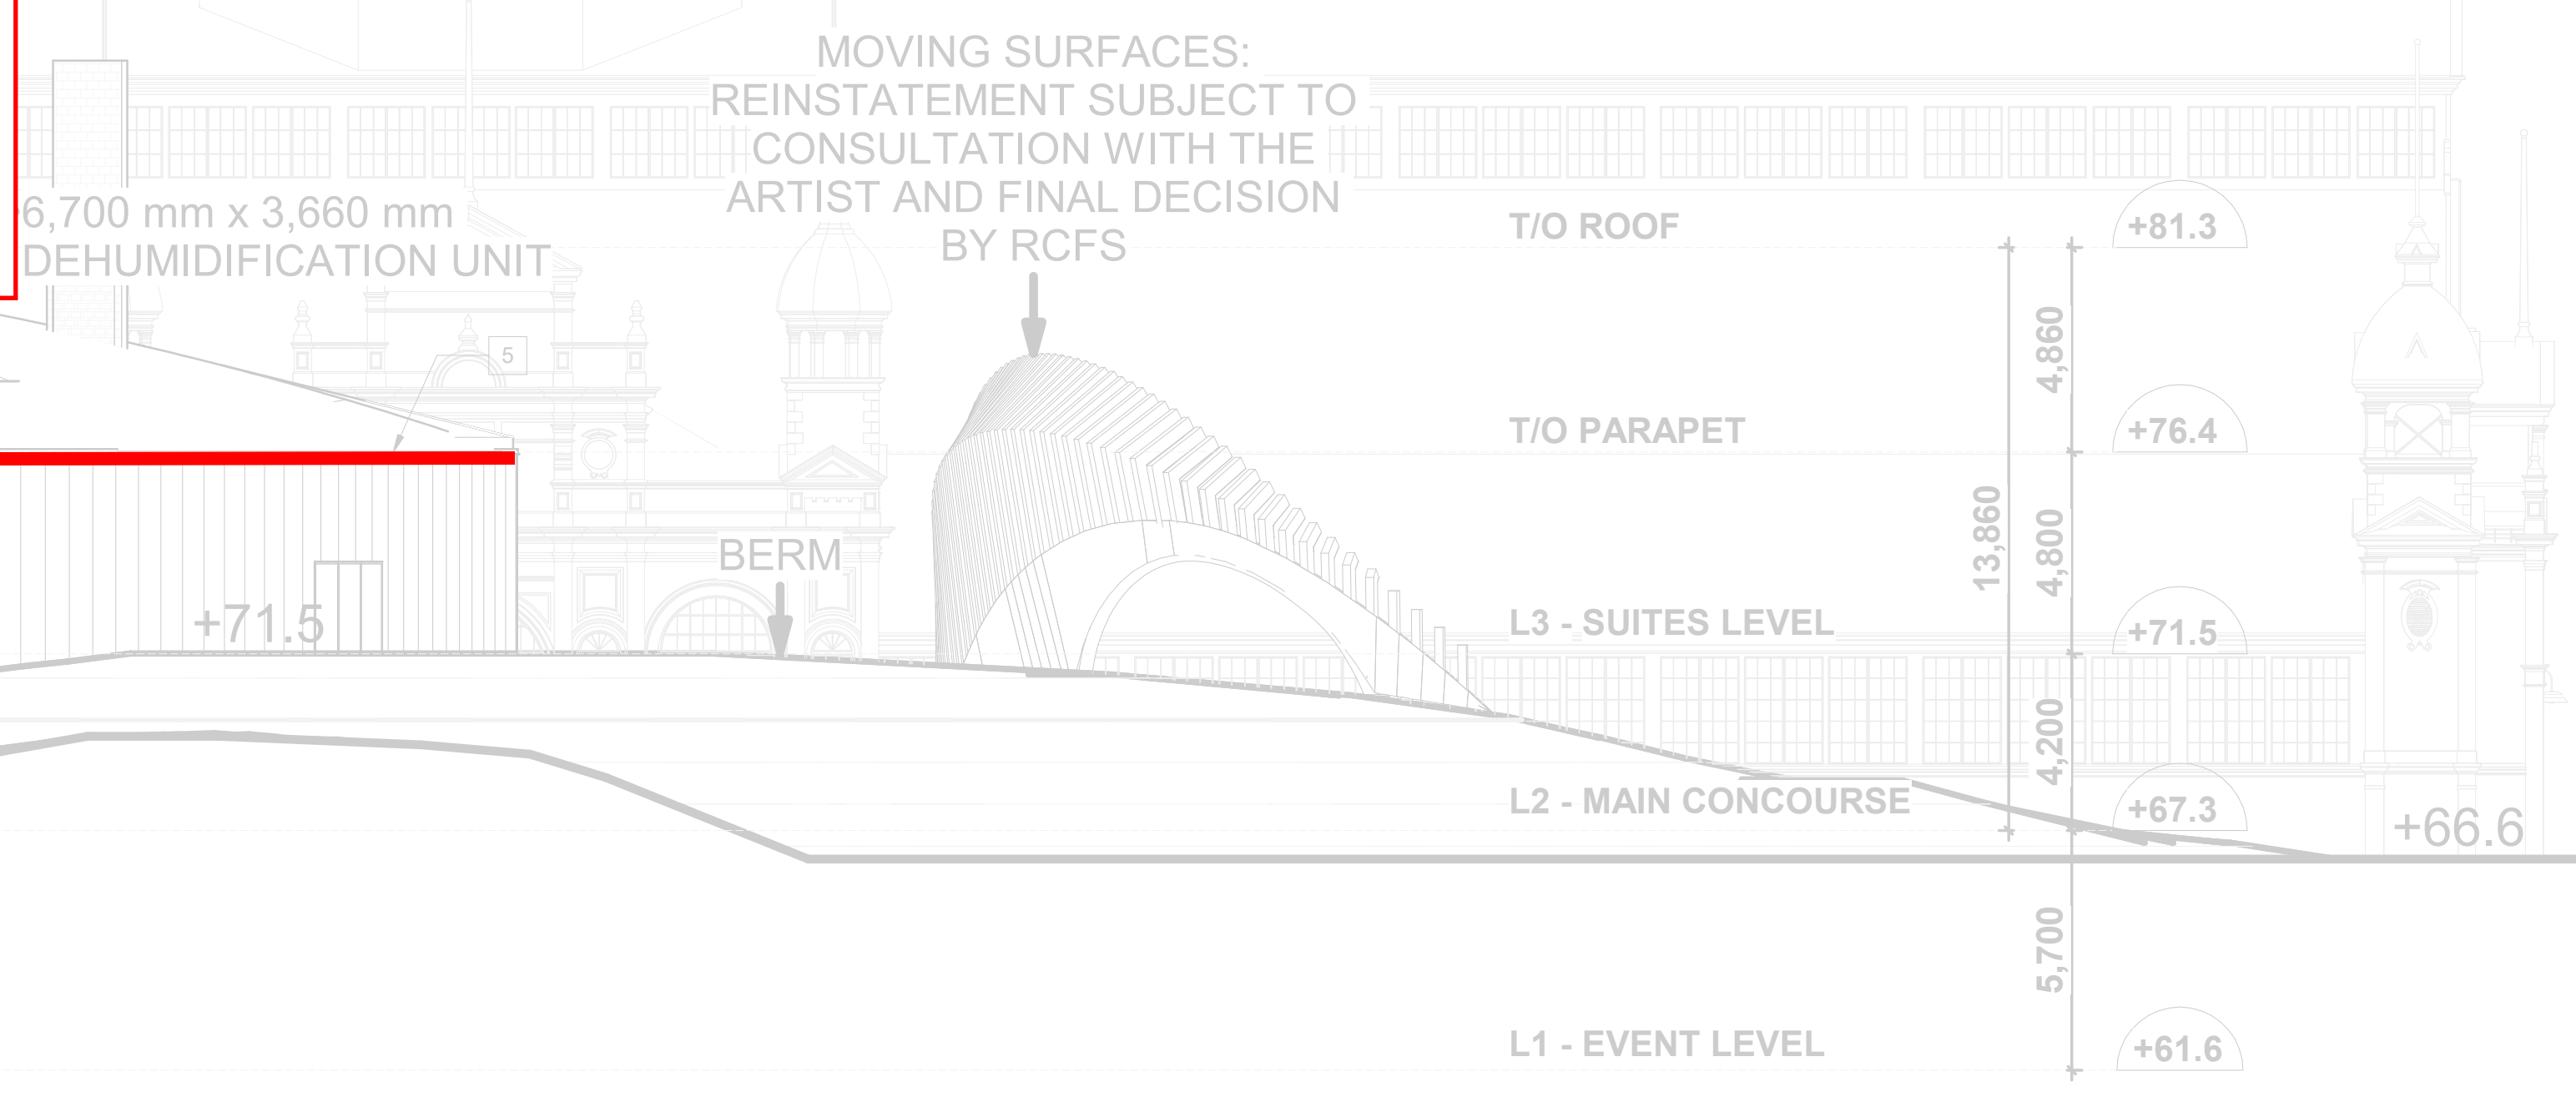 MOVING SURFACES:
REINSTATEMENT SUBJECT TO
CONSULTATION WITH THE
ARTIST AND FINAL DECISION
BY RCFS
6,700 mm x 3,660 mm
DEHUMIDIFICATION UNIT
5
BERM
+71.5
T/O ROOF
+81.3
4,860
T/O PARAPET
+76.4
13,860
4,800
L3 - SUITES LEVEL
+71.5
4,200
L2 - MAIN CONCOURSE
+67.3
+66.6
5,700
L1 - EVENT LEVEL
+61.6